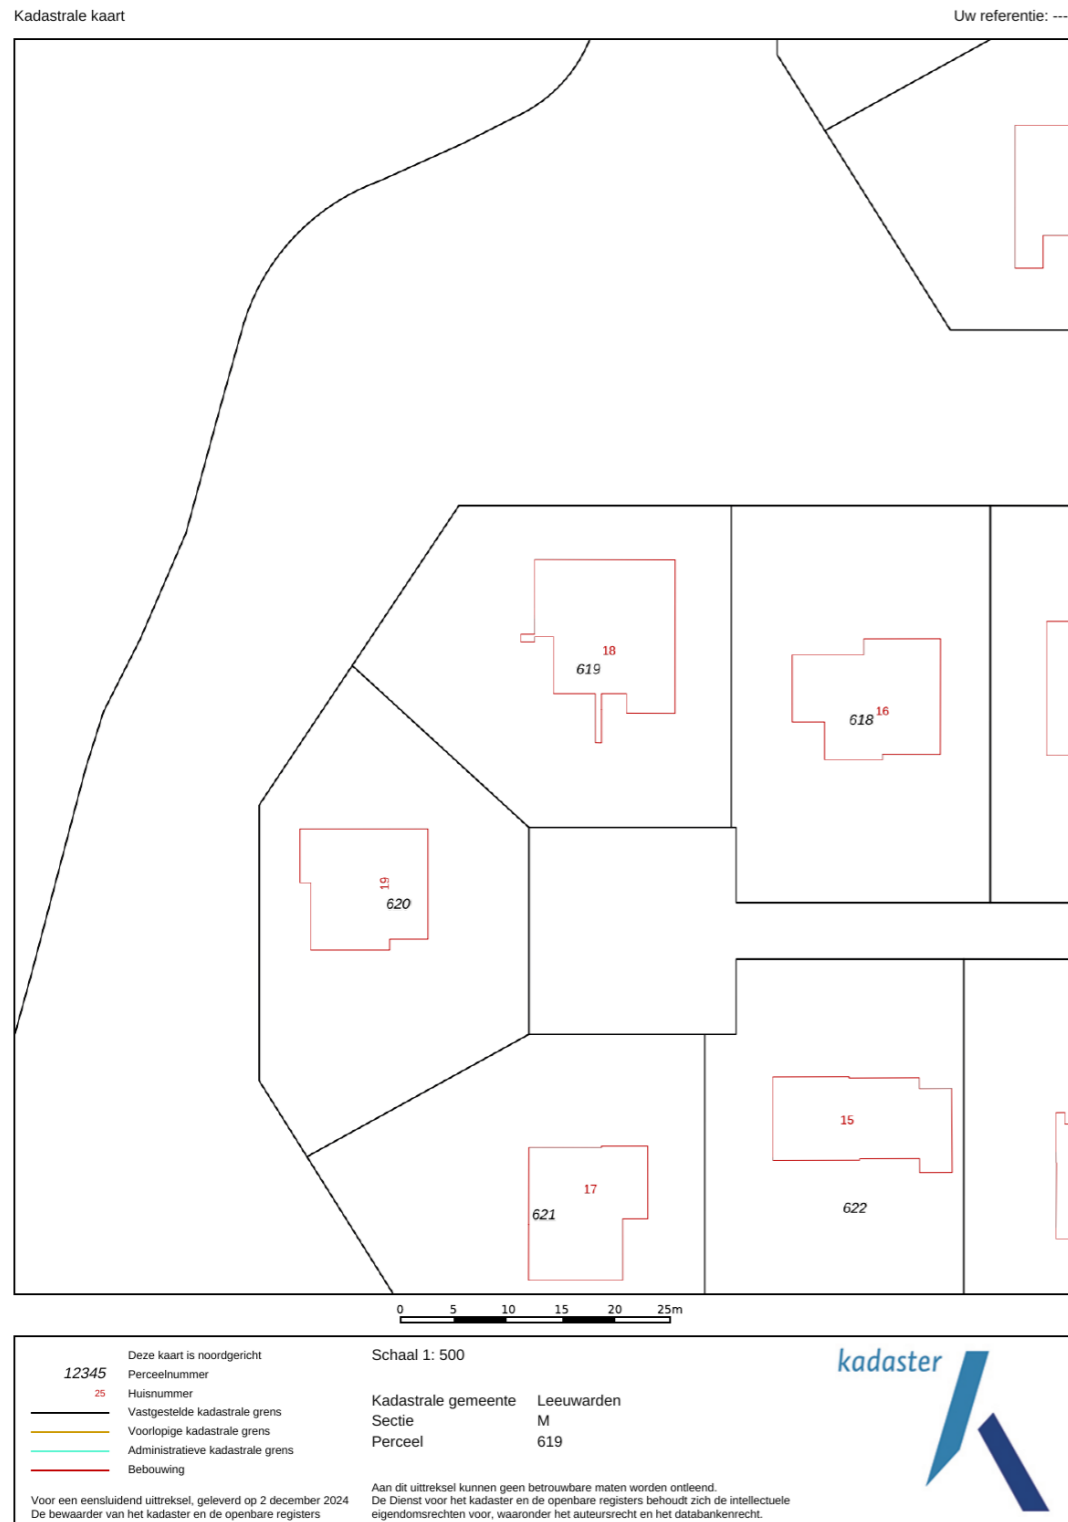 Kadastrale kaart
Uw referentie: ---
18
619
16
618
19
620
15
17
621
622
0 5 10 15 20 25m
Deze kaart is noordgericht
12345 Perceelnummer
25 Huisnummer
Vastgestelde kadastrale grens
Voorlopige kadastrale grens
Administratieve kadastrale grens
Bebouwing
Voor een eensluidend uittreksel, geleverd op 2 december 2024
De bewaarder van het kadaster en de openbare registers
Schaal 1: 500
Kadastrale gemeente Leeuwarden
Sectie M
Perceel 619
Aan dit uittreksel kunnen geen betrouwbare maten worden ontleend.
De Dienst voor het kadaster en de openbare registers behoudt zich de intellectuele
eigendomsrechten voor, waaronder het auteursrecht en het databankenrecht.
kadaster